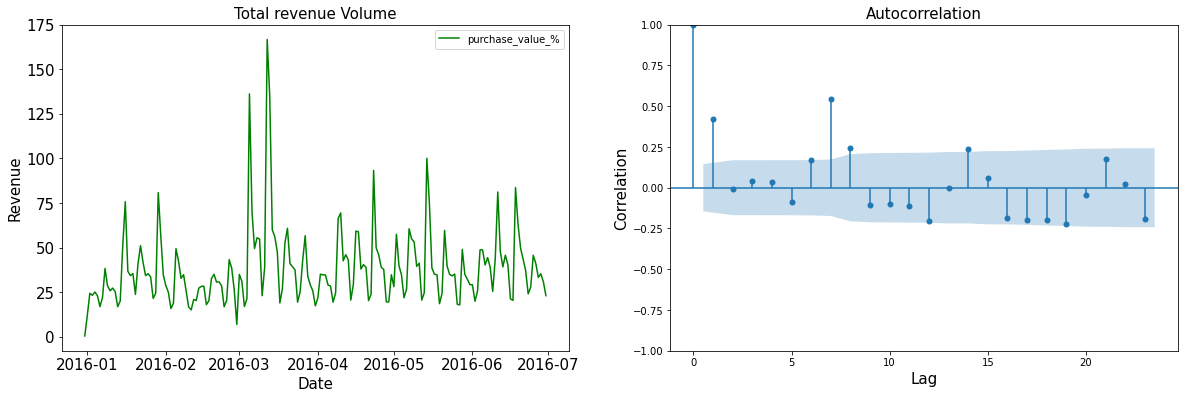 Total revenue Volume
175
150
125
100
75
50
25
0
Revenue
purchase_value_%
2016-01 2016-02 2016-03 2016-04 2016-05 2016-06 2016-07
Date
Autocorrelation
1.00
0.75
0.50
0.25
0.00
−0.25
−0.50
−0.75
−1.00
Correlation
0 5 10 15 20
Lag